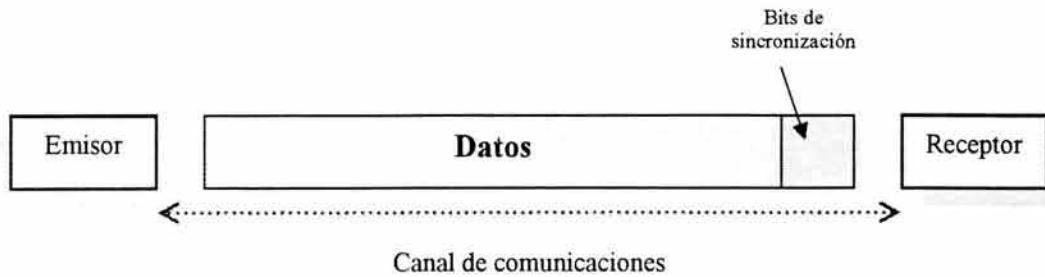 Bits de
sincronización
Emisor
Datos
Receptor
Canal de comunicaciones